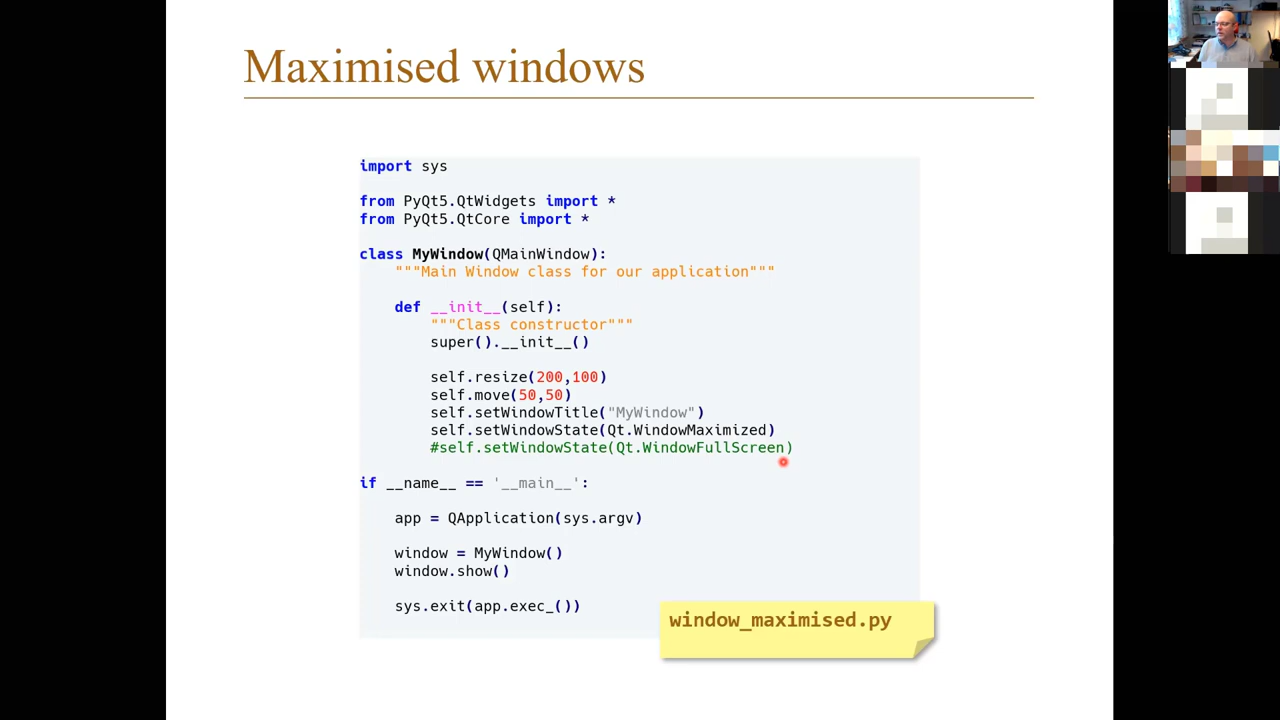 Maximised windows
import sys
from PyQt5.QtWidgets import *
from PyQt5.QtCore import *
class MyWindow(QMainWindow):
"""Main Window class for our application"""
def __init__(self):
"""Class constructor"""
super().__init__()
self.resize(200,100)
self.move(50,50)
self.setWindowTitle("MyWindow")
self.setWindowState(Qt.WindowMaximized)
#self.setWindowState(Qt.WindowFullScreen)
if __name__ == '__main__':
app = QApplication(sys.argv)
window = MyWindow()
window.show()
sys.exit(app.exec_())
window_maximised.py